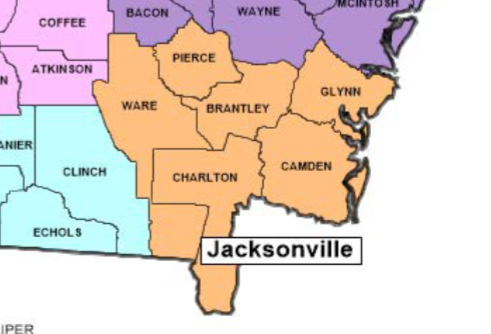 MCINTOSH
BACON
WAYNE
COFFEE
PIERCE
ATKINSON
N
GLYNN
WARE
BRANTLEY
ANIER
CLINCH
CAMDEN
CHARLTON
ECHOLS
Jacksonville
IPER